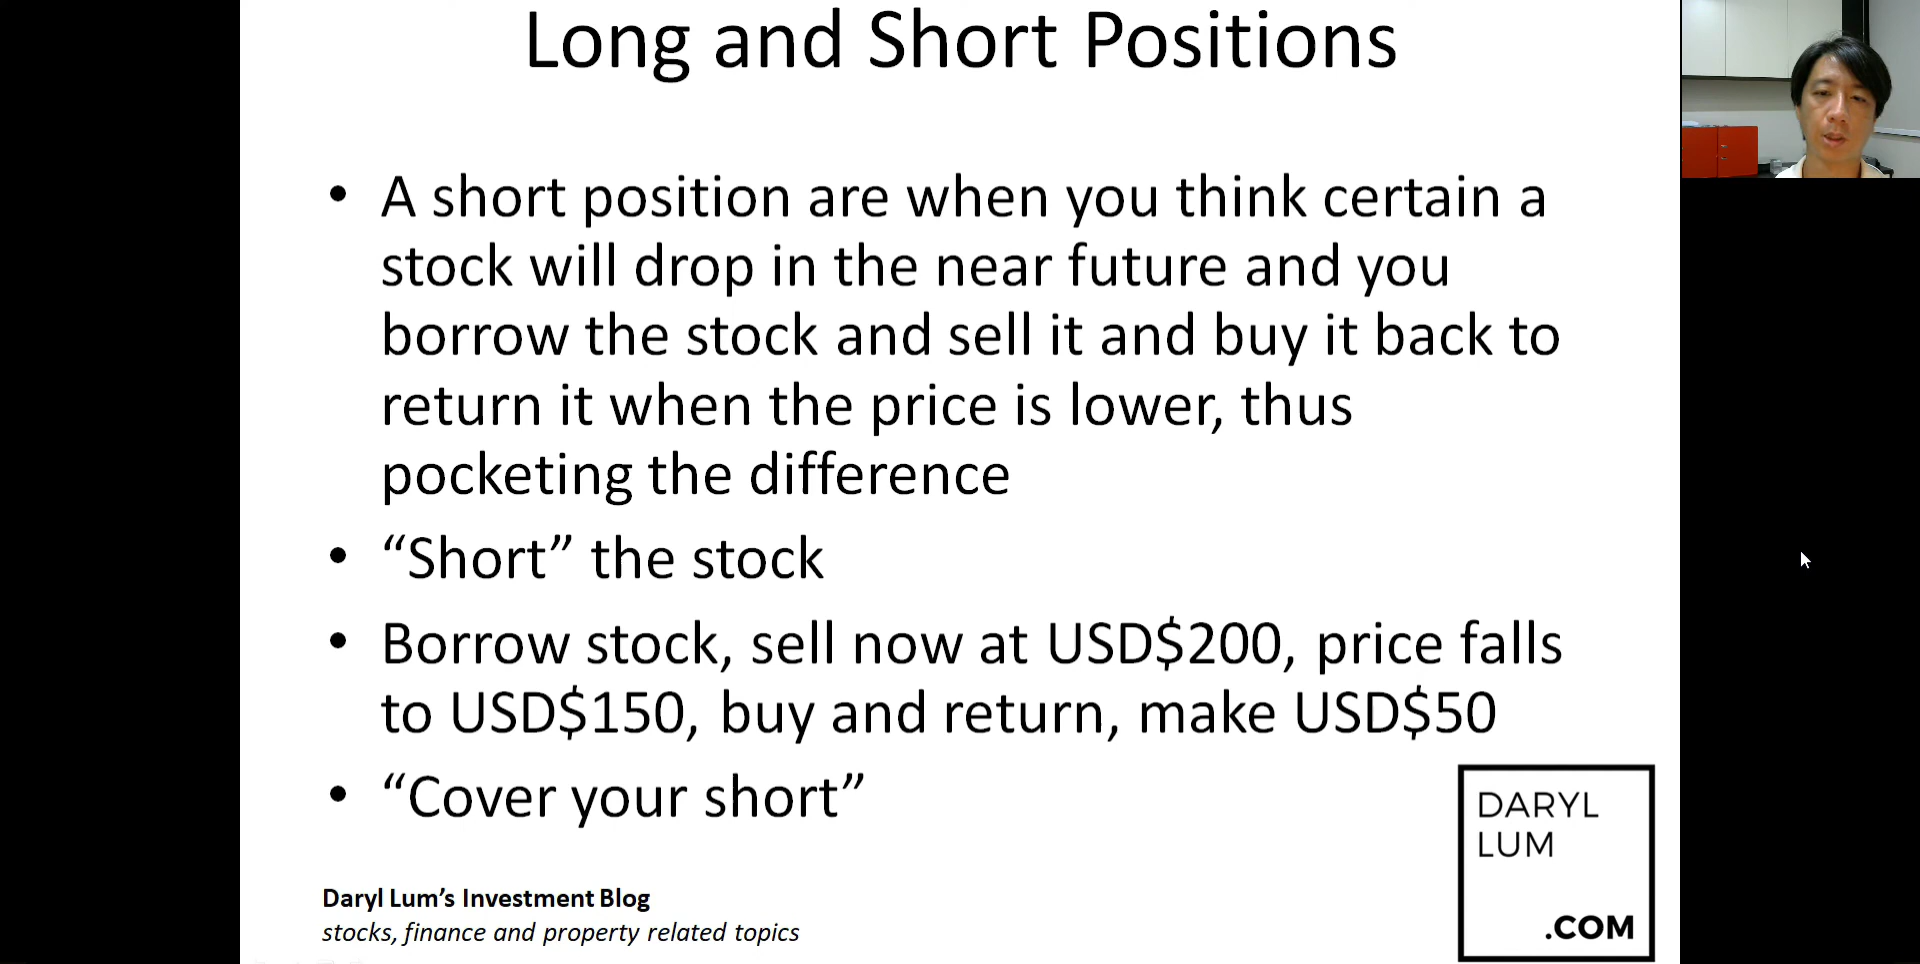 Long and Short Positions
• A short position are when you think certain a
stock will drop in the near future and you
borrow the stock and sell it and buy it back to
return it when the price is lower, thus
pocketing the difference
• “Short” the stock
• Borrow stock, sell now at USD$200, price falls
to USD$150, buy and return, make USD$50
• “Cover your short”
DARYL
LUM
.COM
Daryl Lum’s Investment Blog
stocks, finance and property related topics